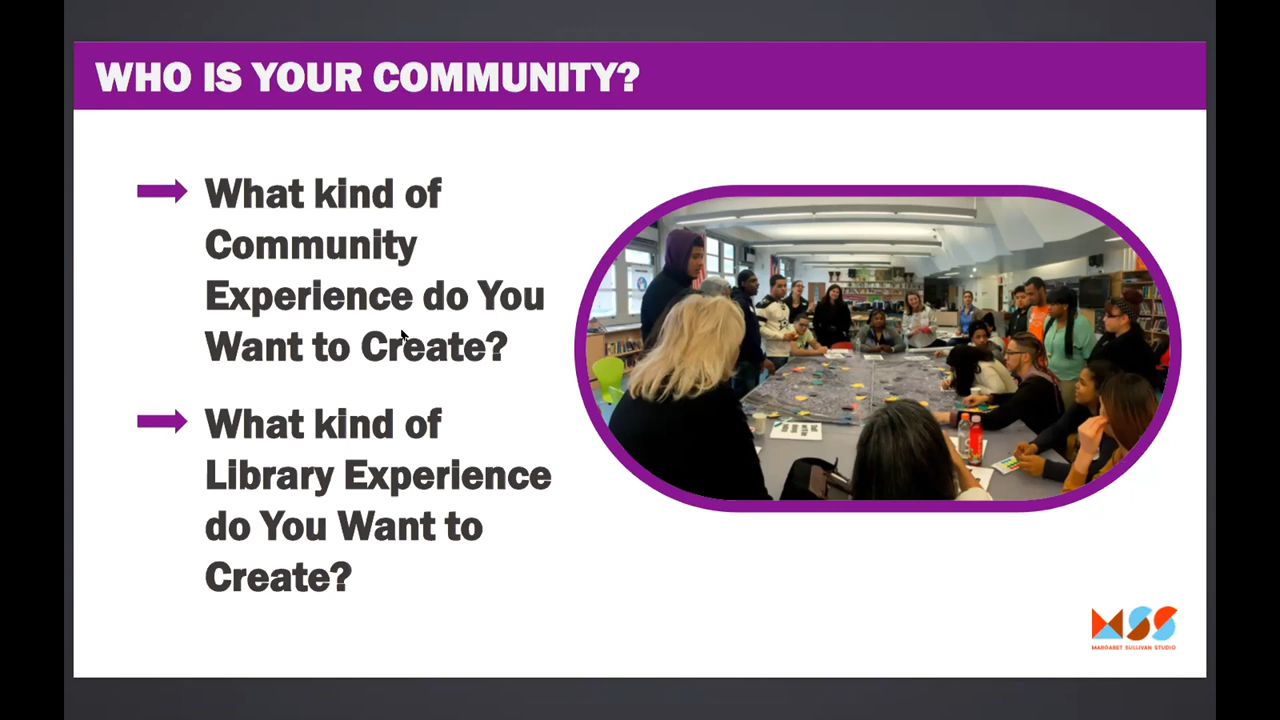 WHO IS YOUR COMMUNITY?
What kind of
Community
Experience do You
Want to Create?
What kind of
Library Experience
do You Want to
Create?
MSS
MARGARET SULLIVAN STUDIO